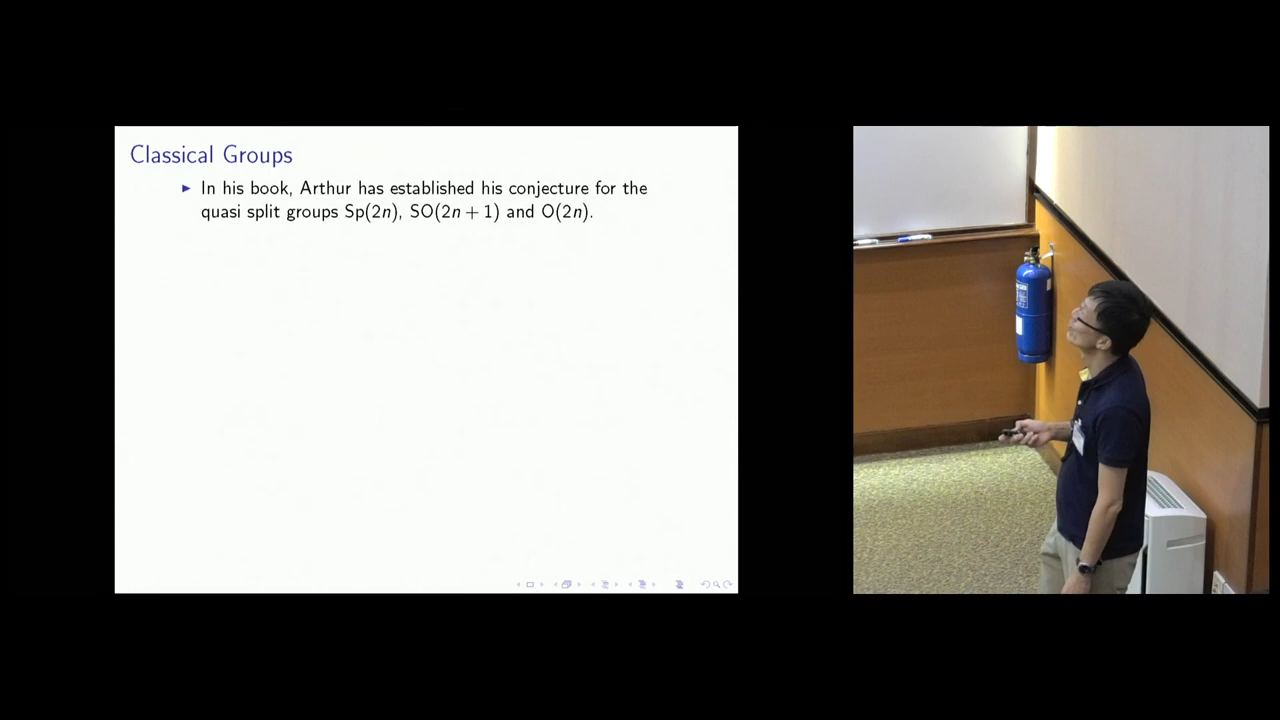 Classical Groups
▶ In his book, Arthur has established his conjecture for the
quasi split groups Sp(2n), SO(2n + 1) and O(2n).